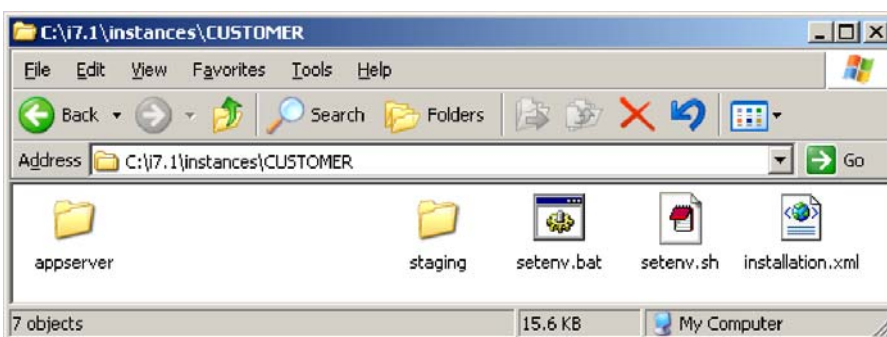 C:\i7.1\instances\CUSTOMER
File Edit View Favorites Tools Help
Back Search Folders
Address C:\i7.1\instances\CUSTOMER Go
appserver staging setenv.bat setenv.sh installation.xml
7 objects 15.6 KB My Computer